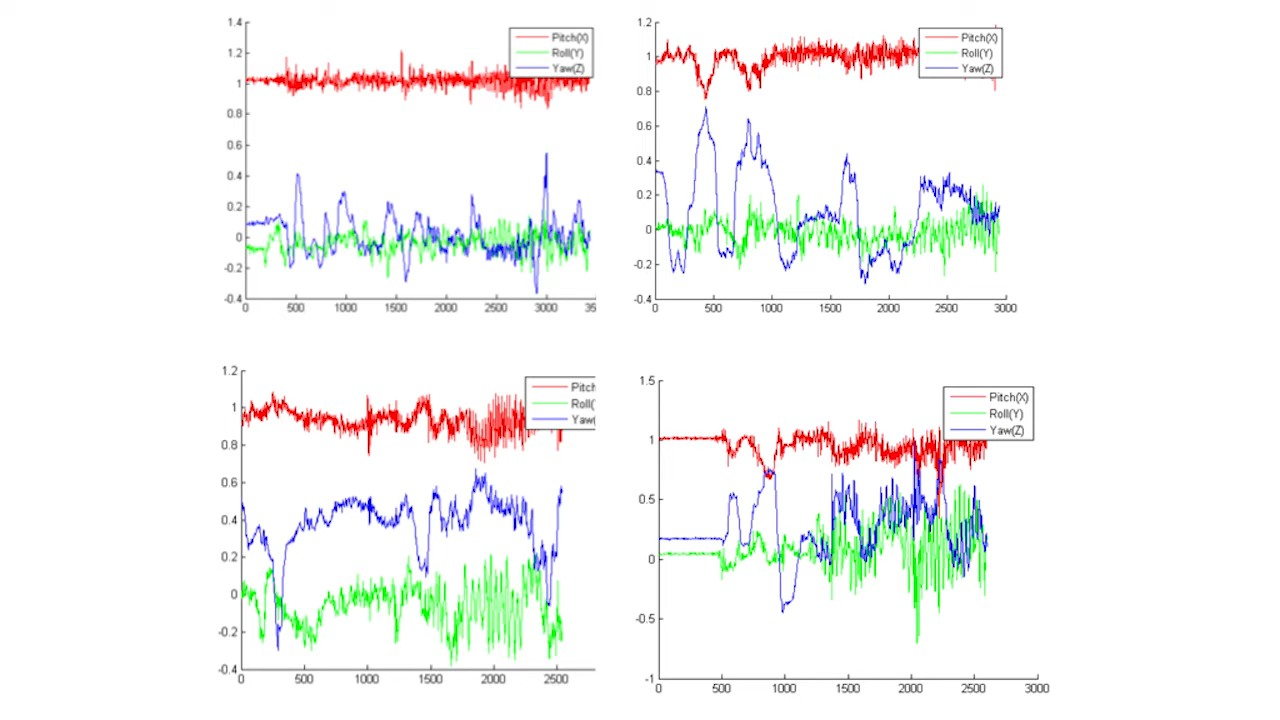 1.4
1.2
1
0.8
0.6
0.4
0.2
0
-0.2
-0.4
0 500 1000 1500 2000 2500 3000 35
Pitch(X)
Roll(Y)
Yaw(Z)
1.2
1
0.8
0.6
0.4
0.2
0
-0.2
-0.4
0 500 1000 1500 2000 2500 3000
Pitch(X)
Roll(Y)
Yaw(Z)
1.2
1
0.8
0.6
0.4
0.2
0
-0.2
-0.4
0 500 1000 1500 2000 2500
Pitch
Roll(
Yaw(
1.5
1
0.5
0
-0.5
-1
0 500 1000 1500 2000 2500 3000
Pitch(X)
Roll(Y)
Yaw(Z)